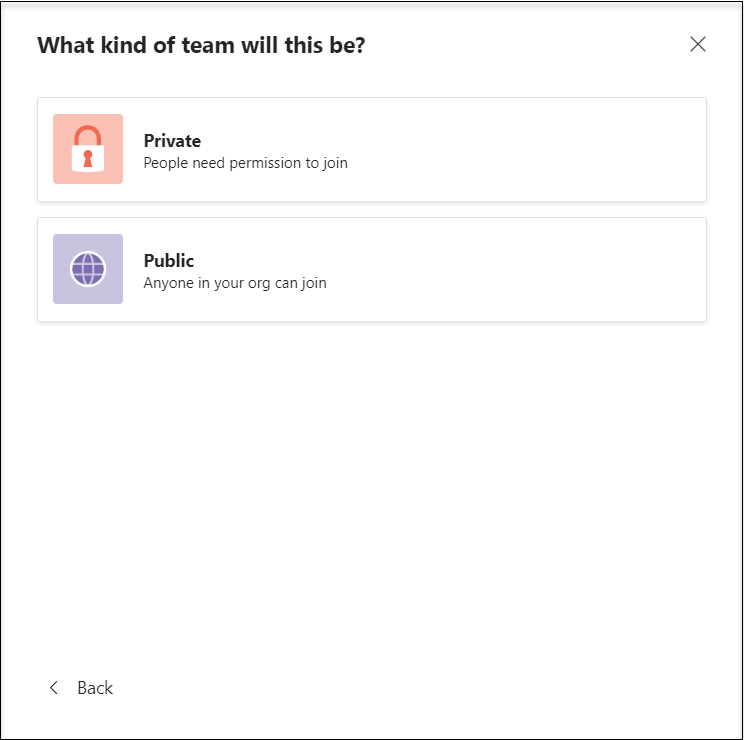 What kind of team will this be?
Private
People need permission to join
Public
Anyone in your org can join
Back